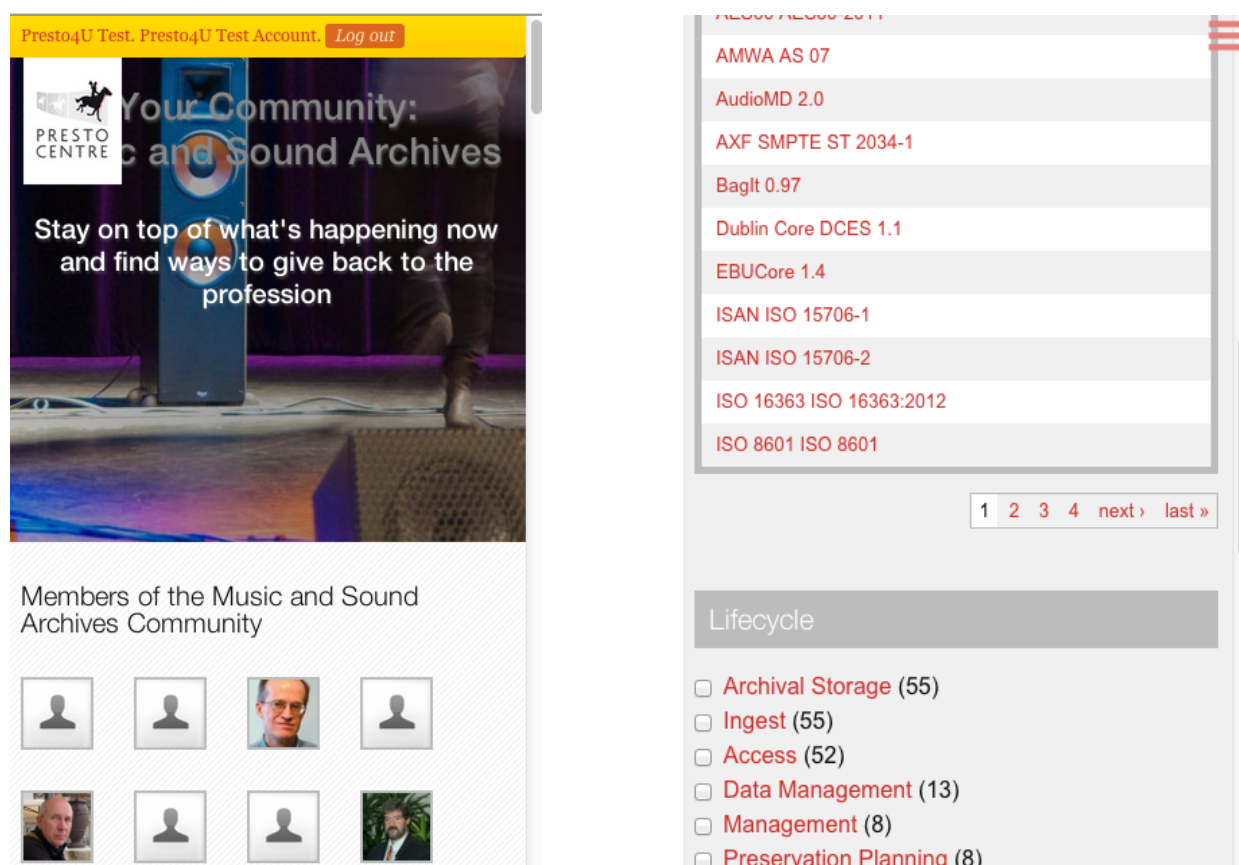 Presto4U Test. Presto4U Test Account. Log out
PRESTO
CENTRE
Your Community:
c and Sound Archives
Stay on top of what's happening now
and find ways to give back to the
profession
Members of the Music and Sound
Archives Community
AMWA AS 07
AudioMD 2.0
AXF SMPTE ST 2034-1
BagIt 0.97
Dublin Core DCES 1.1
EBUCore 1.4
ISAN ISO 15706-1
ISAN ISO 15706-2
ISO 16363 ISO 16363:2012
ISO 8601 ISO 8601
1 2 3 4 next › last »
Lifecycle
Archival Storage (55)
Ingest (55)
Access (52)
Data Management (13)
Management (8)
Preservation Planning (8)